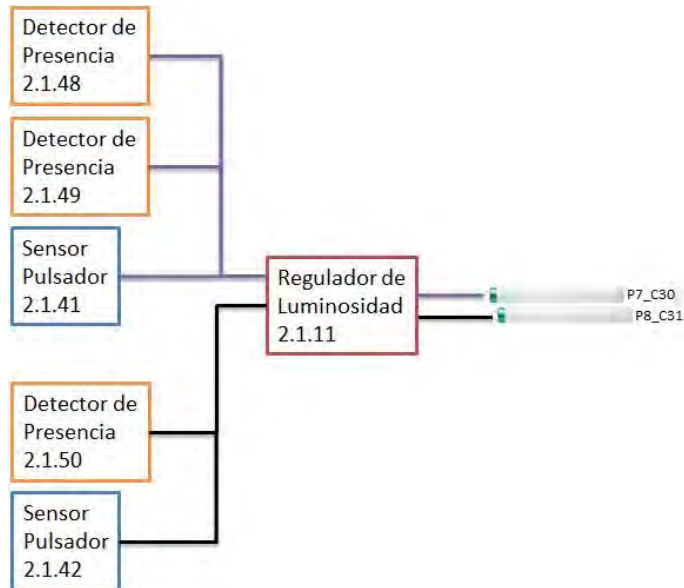 Detector de
Presencia
2.1.48
Detector de
Presencia
2.1.49
Sensor
Pulsador
2.1.41
Regulador de
Luminosidad
2.1.11
P7_C30
P8_C31
Detector de
Presencia
2.1.50
Sensor
Pulsador
2.1.42